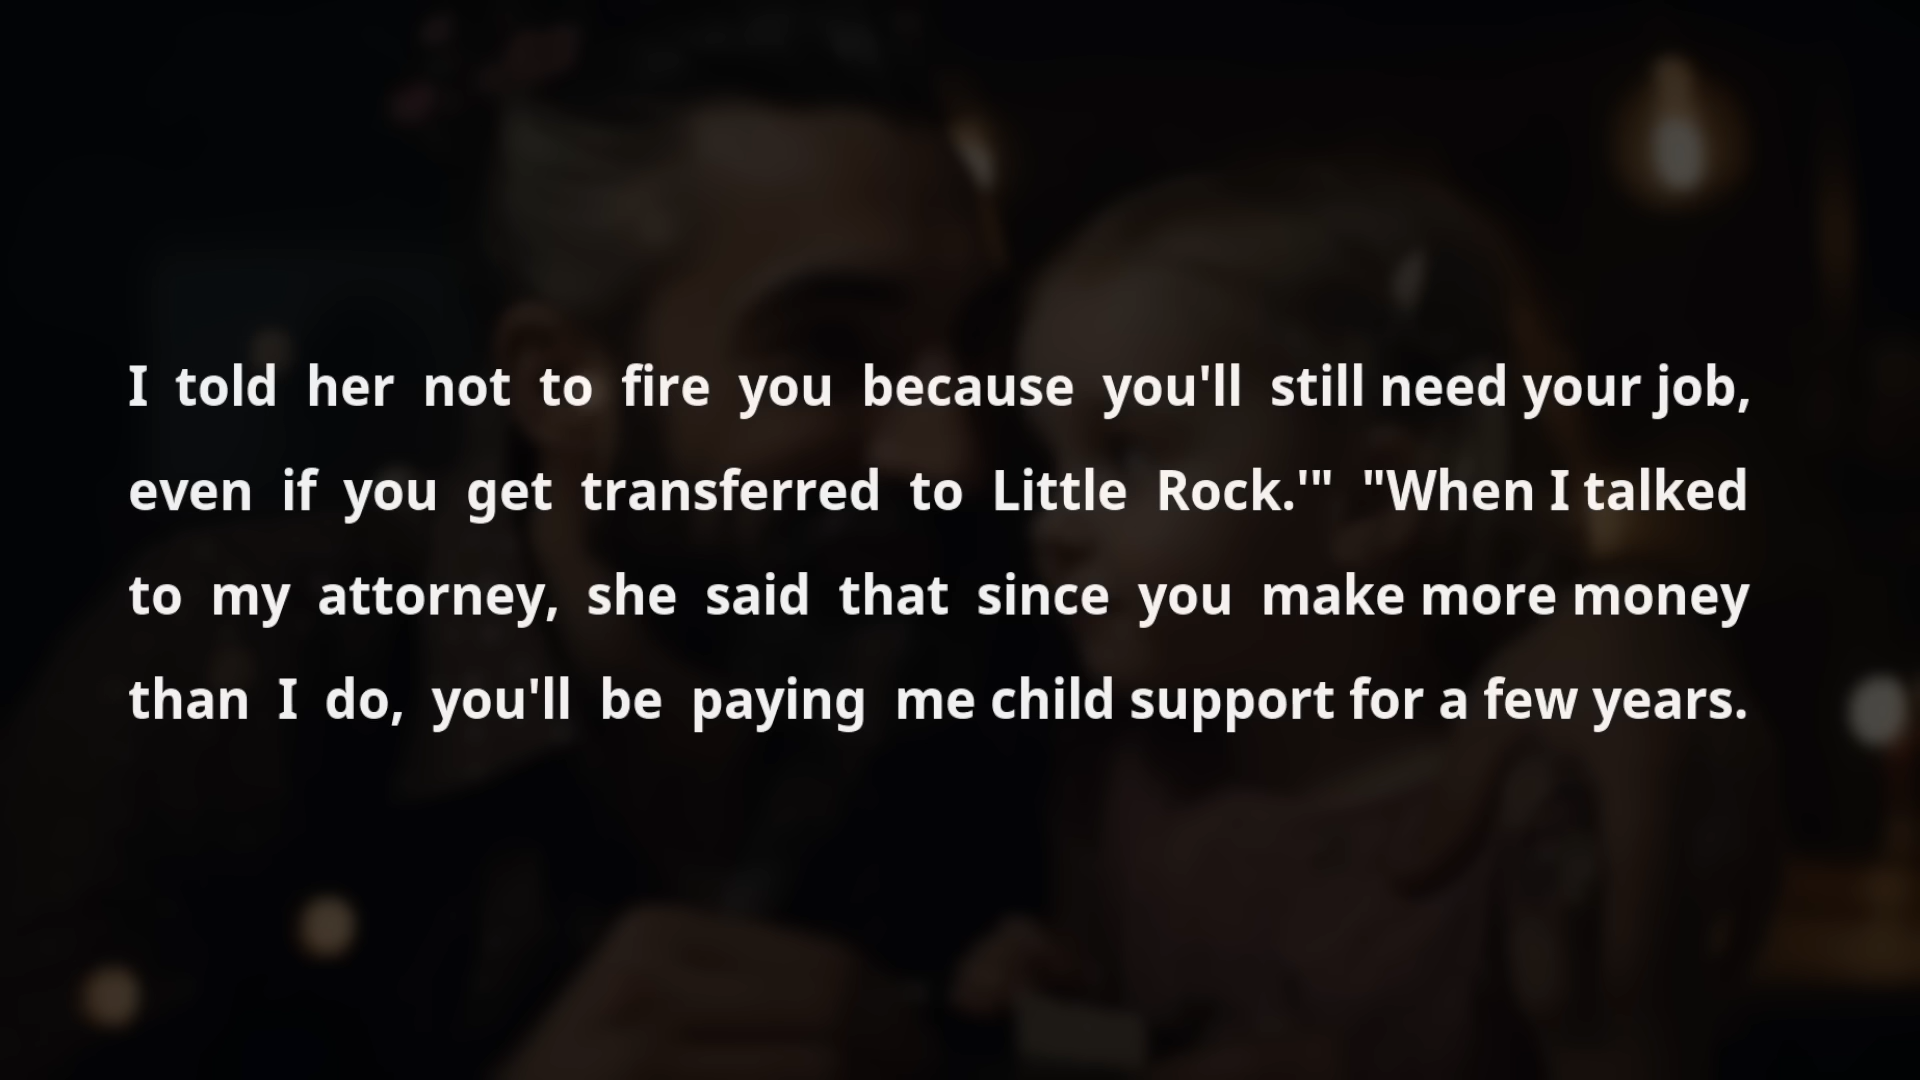 I told her not to fire you because you'll still need your job,
even if you get transferred to Little Rock.'" "When I talked
to my attorney, she said that since you make more money
than I do, you'll be paying me child support for a few years.